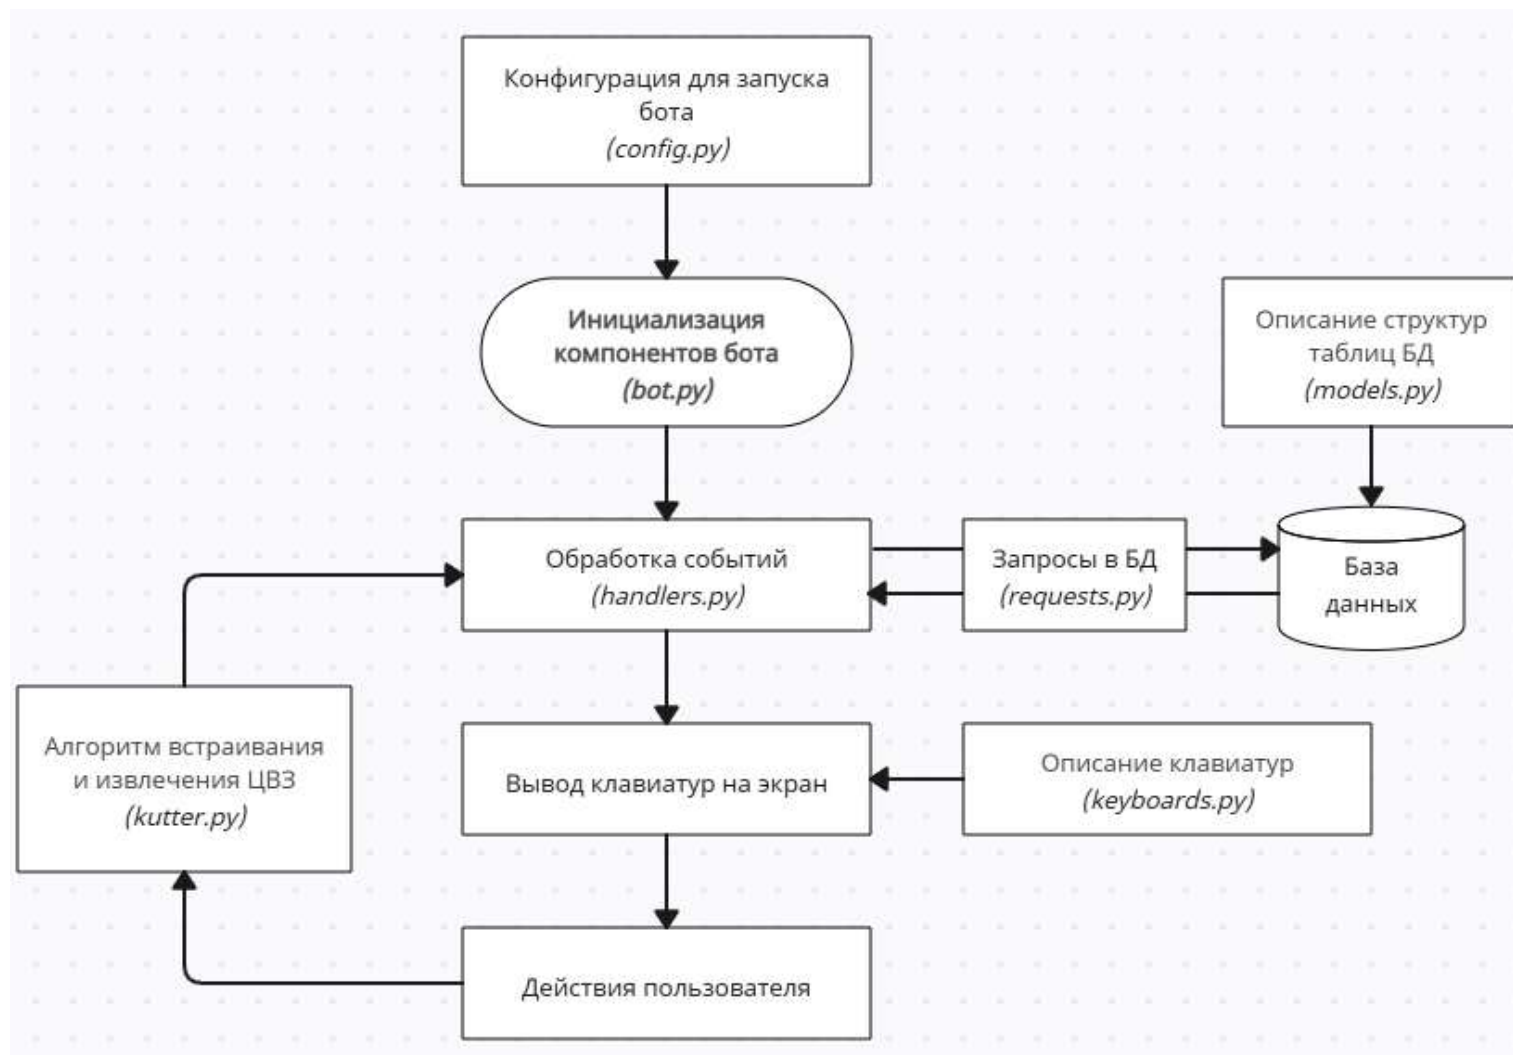 Конфигурация для запуска
бота
(config.py)
Инициализация
компонентов бота
(bot.py)
Описание структур
таблиц БД
(models.py)
Обработка событий
(handlers.py)
Запросы в БД
(requests.py)
База
данных
Алгоритм встраивания
и извлечения ЦВЗ
(kutter.py)
Вывод клавиатур на экран
Описание клавиатур
(keyboards.py)
Действия пользователя